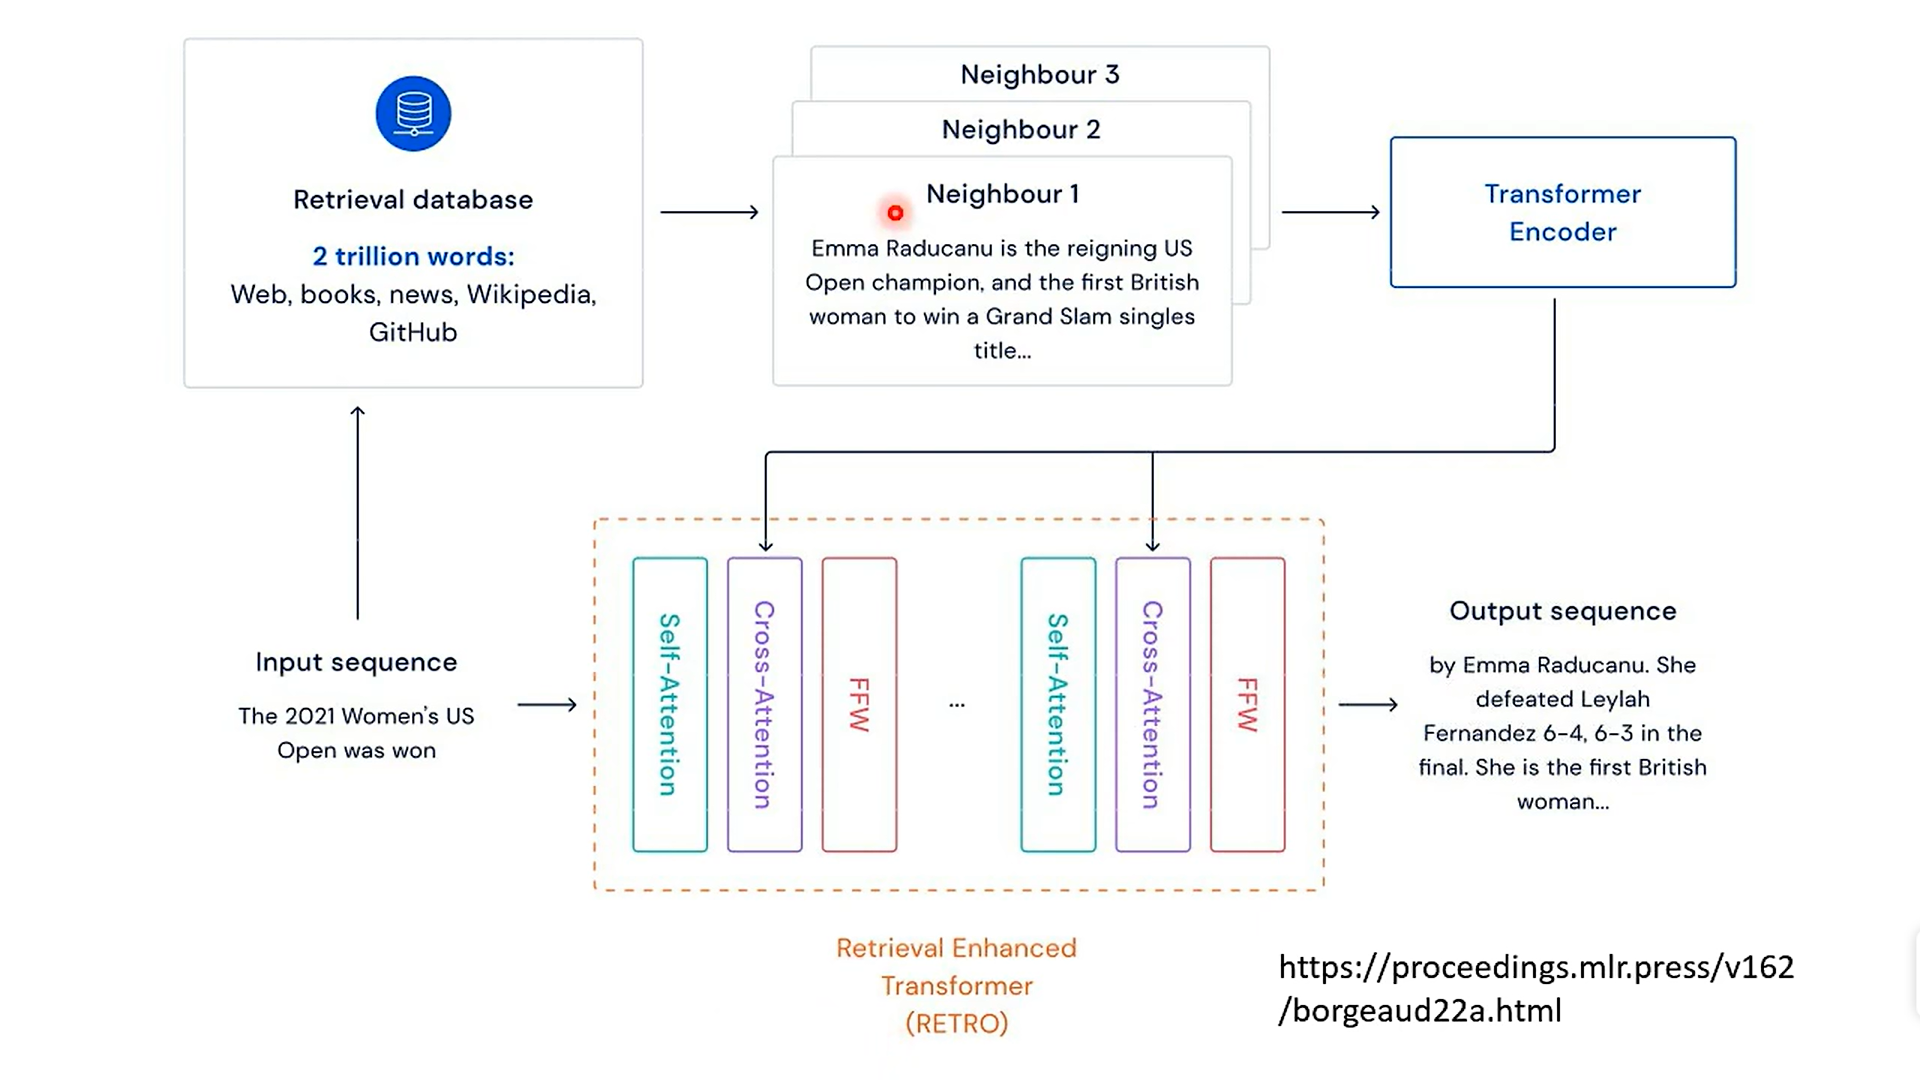 Retrieval database
2 trillion words:
Web, books, news, Wikipedia,
GitHub
Neighbour 3
Neighbour 2
Neighbour 1
Emma Raducanu is the reigning US
Open champion, and the first British
woman to win a Grand Slam singles
title...
Transformer
Encoder
Input sequence
The 2021 Women's US
Open was won
Self-Attention
Cross-Attention
FFW
...
Self-Attention
Cross-Attention
FFW
Output sequence
by Emma Raducanu. She
defeated Leylah
Fernandez 6-4, 6-3 in the
final. She is the first British
woman...
Retrieval Enhanced
Transformer
(RETRO)
https://proceedings.mlr.press/v162
/borgeaud22a.html